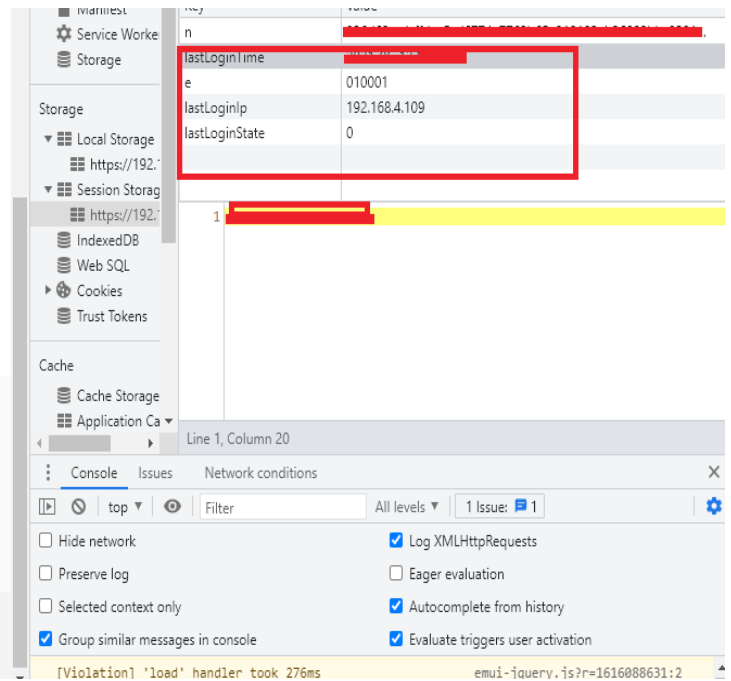 Manifest
Key Value
Service Worke
n
Storage
lastLoginTime
e 010001
Storage
lastLoginIp 192.168.4.109
Local Storage
lastLoginState 0
https://192.
Session Storag
https://192.
1
IndexedDB
Web SQL
Cookies
Trust Tokens
Cache
Cache Storage
Application Ca
Line 1, Column 20
Console Issues Network conditions
top Filter All levels 1 Issue: 1
Hide network Log XMLHttpRequests
Preserve log Eager evaluation
Selected context only Autocomplete from history
Group similar messages in console Evaluate triggers user activation
[Violation] 'load' handler took 276ms emui-jquery.js?r=1616088631:2